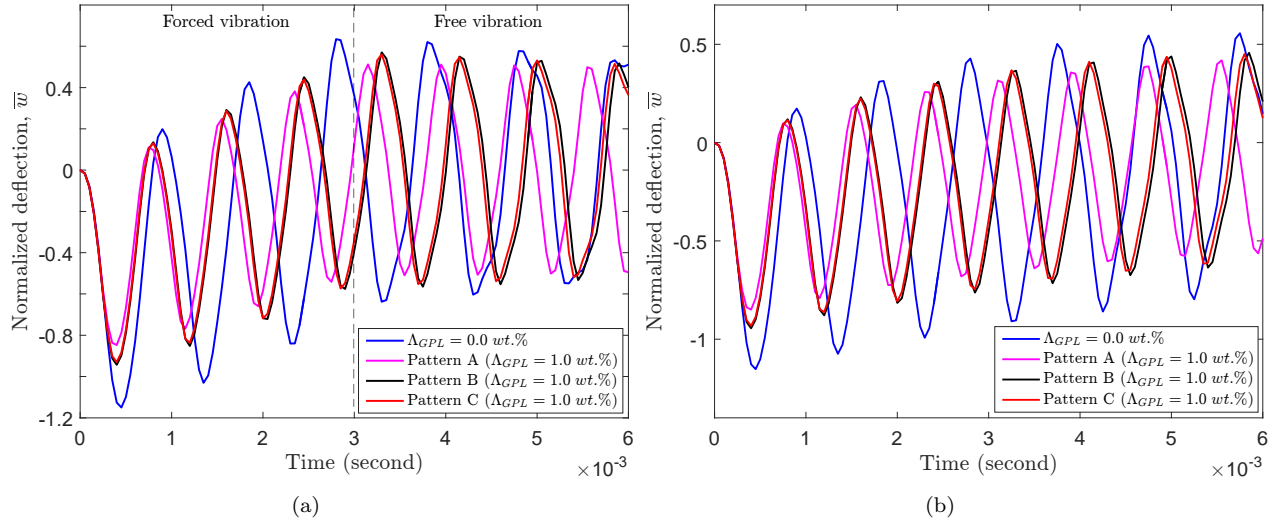 Forced vibration
Free vibration
Normalized deflection, w̅
0.4
0
-0.4
-0.8
-1.2
Λ_GPL = 0.0 wt.%
Pattern A (Λ_GPL = 1.0 wt.%)
Pattern B (Λ_GPL = 1.0 wt.%)
Pattern C (Λ_GPL = 1.0 wt.%)
0 1 2 3 4 5 6
Time (second)
×10⁻³
(a)
Normalized deflection, w̅
0.5
0
-0.5
-1
Λ_GPL = 0.0 wt.%
Pattern A (Λ_GPL = 1.0 wt.%)
Pattern B (Λ_GPL = 1.0 wt.%)
Pattern C (Λ_GPL = 1.0 wt.%)
0 1 2 3 4 5 6
Time (second)
×10⁻³
(b)